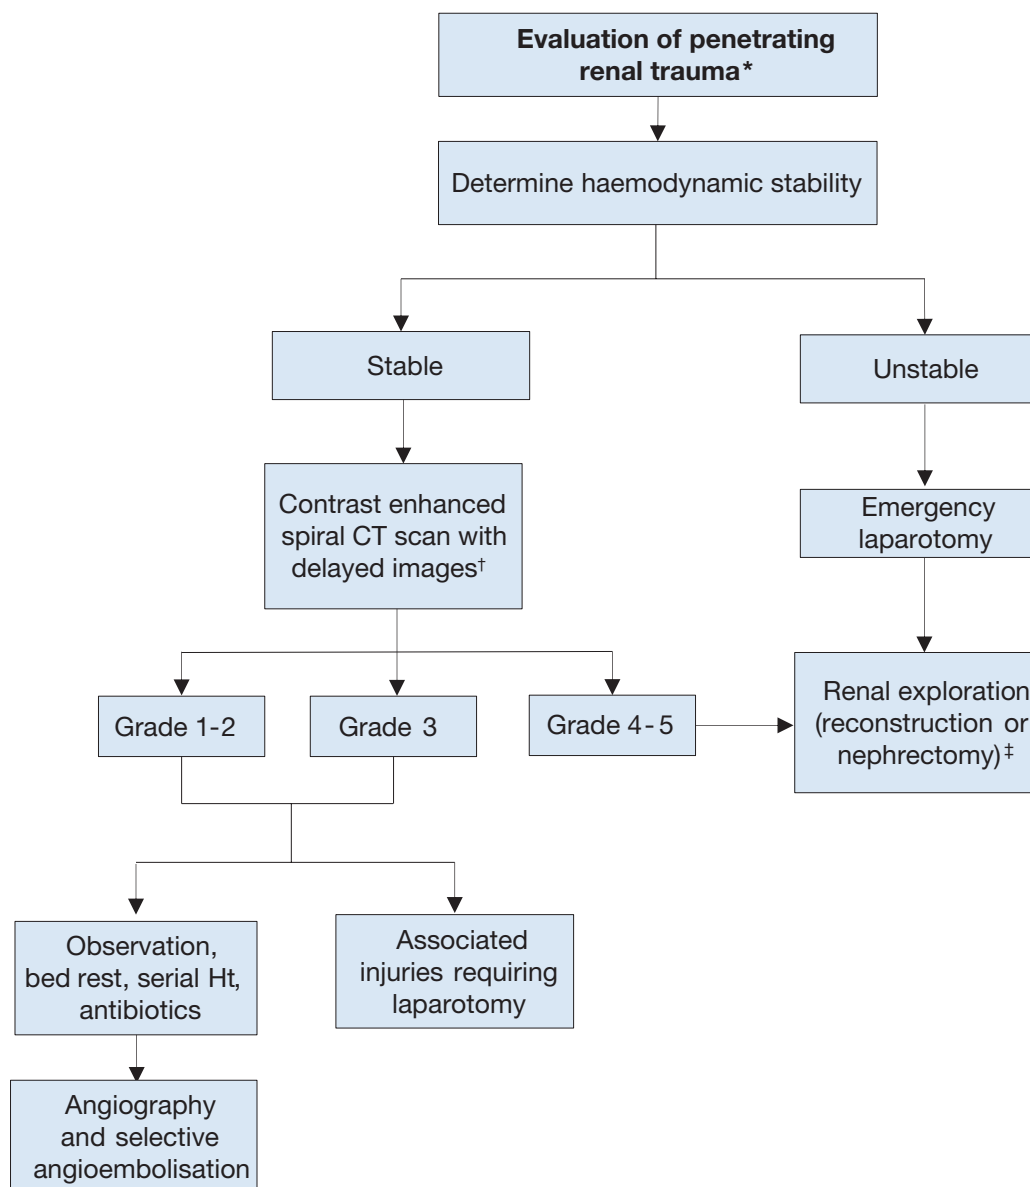 Evaluation of penetrating
renal trauma*
Determine haemodynamic stability
Stable
Unstable
Contrast enhanced
spiral CT scan with
delayed images†
Emergency
laparotomy
Grade 1-2
Grade 3
Grade 4-5
Renal exploration
(reconstruction or
nephrectomy)‡
Observation,
bed rest, serial Ht,
antibiotics
Associated
injuries requiring
laparotomy
Angiography
and selective
angioembolisation